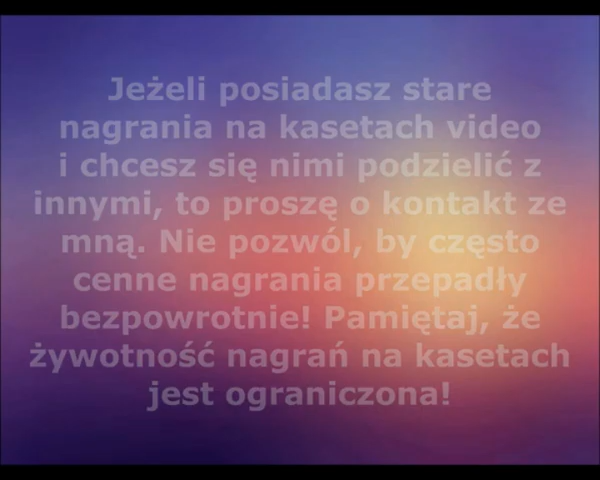 Jeżeli posiadasz stare
nagrania na kasetach video
i chcesz się nimi podzielić z
innymi, to proszę o kontakt ze
mną. Nie pozwól, by często
cenne nagrania przepadły
bezpowrotnie! Pamiętaj, że
żywotność nagrań na kasetach
jest ograniczona!